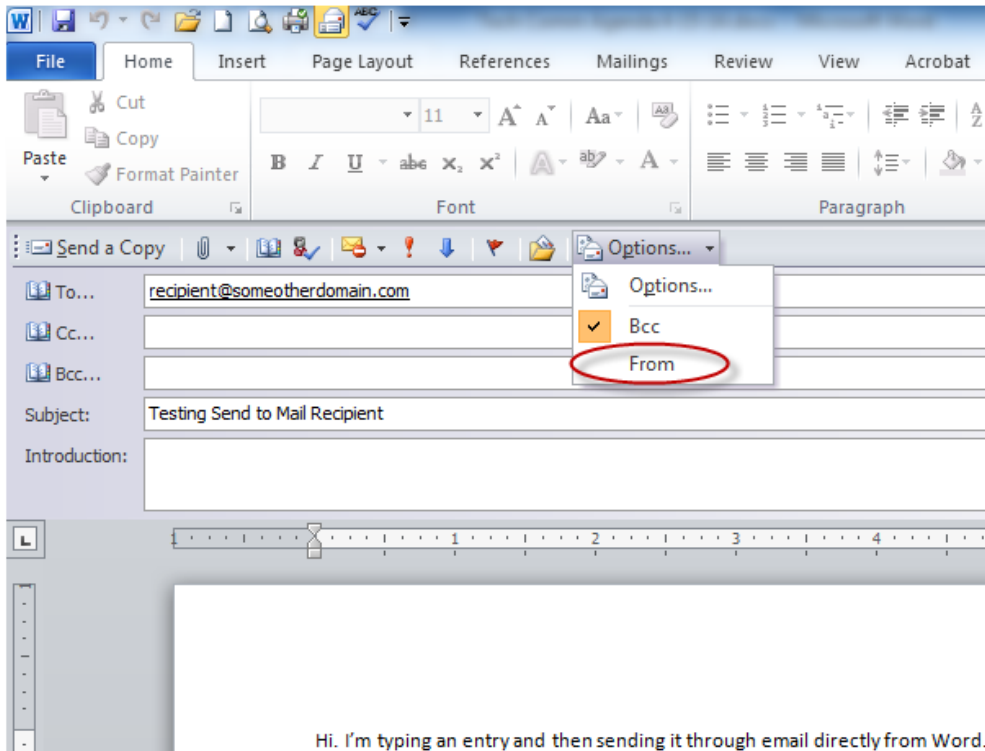 File Home Insert Page Layout References Mailings Review View Acrobat
Cut
Copy
Paste
Format Painter
11
Clipboard Font Paragraph
Send a Copy Options...
To... recipient@someotherdomain.com
Options...
Cc...
Bcc
Bcc...
From
Subject: Testing Send to Mail Recipient
Introduction:
1 1 2 3 4
Hi. I'm typing an entry and then sending it through email directly from Word.